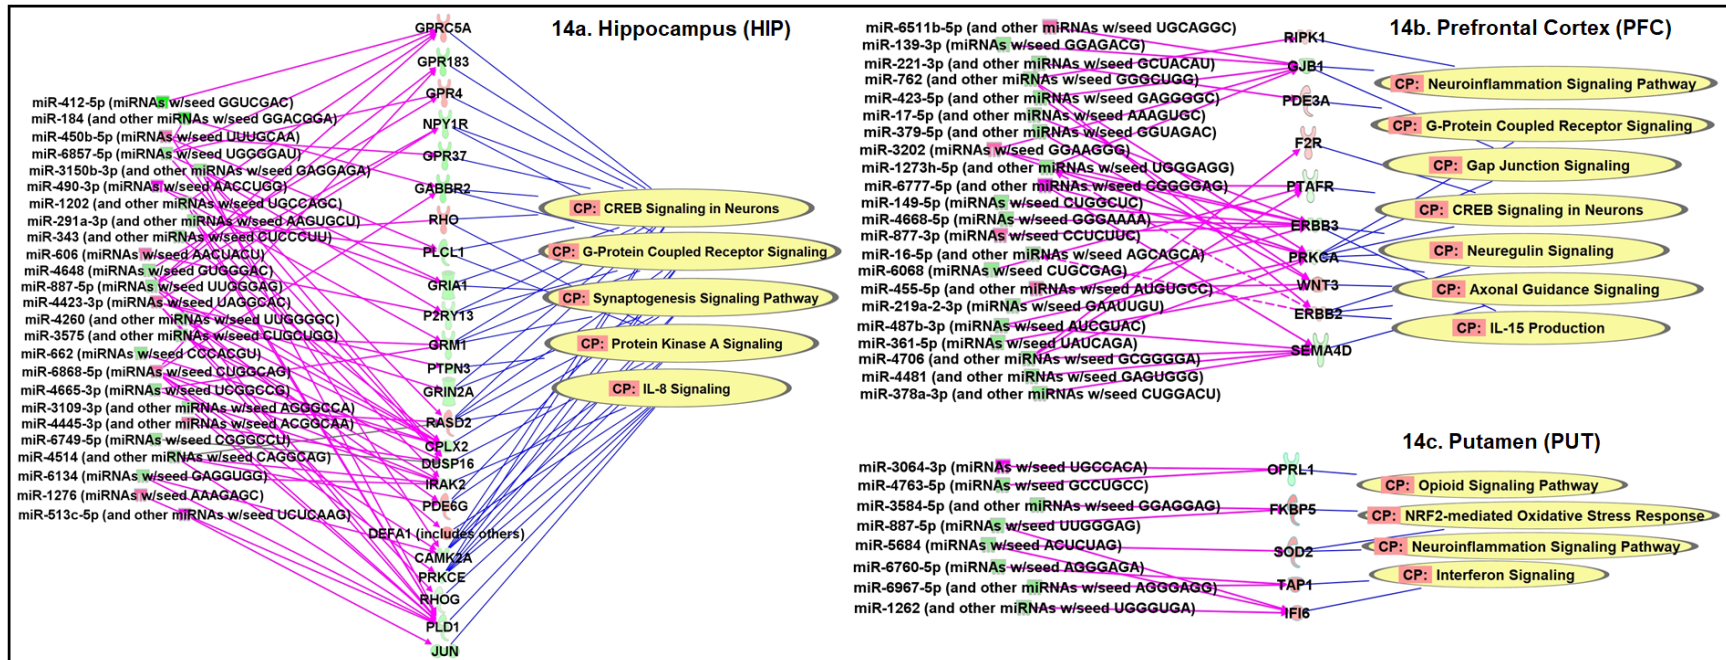 14a. Hippocampus (HIP)
miR-412-5p (miRNAs w/seed GGUCGAC)
miR-184 (and other miRNAs w/seed GGACGGA)
miR-450b-5p (miRNAs w/seed UUUGCAA)
miR-6857-5p (miRNAs w/seed UGGGGAU)
miR-3150b-3p (and other miRNAs w/seed GAGGAGA)
miR-490-3p (miRNAs w/seed AACCUGG)
miR-1202 (and other miRNAs w/seed UGCCAGC)
miR-291a-3p (and other miRNAs w/seed AAGUGCU)
miR-343 (and other miRNAs w/seed CUCCCUU)
miR-606 (miRNAs w/seed AACUACU)
miR-4648 (miRNAs w/seed GUGGGAC)
miR-887-5p (miRNAs w/seed UUGGGAG)
miR-4423-3p (miRNAs w/seed UAGGCAC)
miR-4260 (and other miRNAs w/seed UUGGGGC)
miR-3575 (and other miRNAs w/seed CUGCUGG)
miR-662 (miRNAs w/seed CCCACGU)
miR-6868-5p (miRNAs w/seed CUGGCAG)
miR-4665-3p (miRNAs w/seed UCGGCCG)
miR-3109-3p (and other miRNAs w/seed AGGGCCA)
miR-4445-3p (and other miRNAs w/seed ACGGCAA)
miR-6749-5p (miRNAs w/seed CGGGCCU)
miR-4514 (and other miRNAs w/seed CAGGCAG)
miR-6134 (miRNAs w/seed GAGGUGG)
miR-1276 (miRNAs w/seed AAAGAGC)
miR-513c-5p (and other miRNAs w/seed UCUCAAG)
GPRC5A
GPR183
GPR4
NPY1R
GPR37
GABBR2
RHO
PLCL1
GRIA1
P2RY13
GRM1
PTPN3
GRIN2A
RASD2
CPLX2
DUSP16
IRAK2
PDE6G
DEFA1 (includes others)
CAMK2A
PRKCE
RHOG
PLD1
JUN
CP: CREB Signaling in Neurons
CP: G-Protein Coupled Receptor Signaling
CP: Synaptogenesis Signaling Pathway
CP: Protein Kinase A Signaling
CP: IL-8 Signaling
14b. Prefrontal Cortex (PFC)
miR-6511b-5p (and other miRNAs w/seed UGCAGGC)
miR-139-3p (miRNAs w/seed GGAGACG)
miR-221-3p (and other miRNAs w/seed GCUACAU)
miR-762 (and other miRNAs w/seed GGGCUGG)
miR-423-5p (and other miRNAs w/seed GAGGGGC)
miR-17-5p (and other miRNAs w/seed AAAGUGC)
miR-379-5p (and other miRNAs w/seed GGUAGAC)
miR-3202 (miRNAs w/seed GGAAGGG)
miR-1273h-5p (and other miRNAs w/seed UGGGAGG)
miR-6777-5p (and other miRNAs w/seed CGGGGAG)
miR-149-5p (miRNAs w/seed CUGGCUC)
miR-4668-5p (miRNAs w/seed GGGAAAA)
miR-877-3p (miRNAs w/seed CCUCUUC)
miR-16-5p (and other miRNAs w/seed AGCAGCA)
miR-6068 (miRNAs w/seed CUGCGAG)
miR-455-5p (and other miRNAs w/seed AUGUGCC)
miR-219a-2-3p (miRNAs w/seed GAAUUGU)
miR-487b-3p (miRNAs w/seed AUCGUAC)
miR-361-5p (miRNAs w/seed UAUCAGA)
miR-4706 (and other miRNAs w/seed GCGGGGA)
miR-4481 (and other miRNAs w/seed GAGUGGG)
miR-378a-3p (and other miRNAs w/seed CUGGACU)
RIPK1
GJB1
PDE3A
F2R
PTAFR
ERBB3
PRKCA
WNT3
ERBB2
SEMA4D
CP: Neuroinflammation Signaling Pathway
CP: G-Protein Coupled Receptor Signaling
CP: Gap Junction Signaling
CP: CREB Signaling in Neurons
CP: Neuregulin Signaling
CP: Axonal Guidance Signaling
CP: IL-15 Production
14c. Putamen (PUT)
miR-3064-3p (miRNAs w/seed UGCCACA)
miR-4763-5p (miRNAs w/seed GCCUGCC)
miR-3584-5p (and other miRNAs w/seed GGAGGAG)
miR-887-5p (miRNAs w/seed UUGGGAG)
miR-5684 (miRNAs w/seed ACUCUAG)
miR-6760-5p (miRNAs w/seed AGGGAGA)
miR-6967-5p (and other miRNAs w/seed AGGGAGG)
miR-1262 (and other miRNAs w/seed UGGGUGA)
OPRL1
FKBP5
SOD2
TAP1
IFI6
CP: Opioid Signaling Pathway
CP: NRF2-mediated Oxidative Stress Response
CP: Neuroinflammation Signaling Pathway
CP: Interferon Signaling